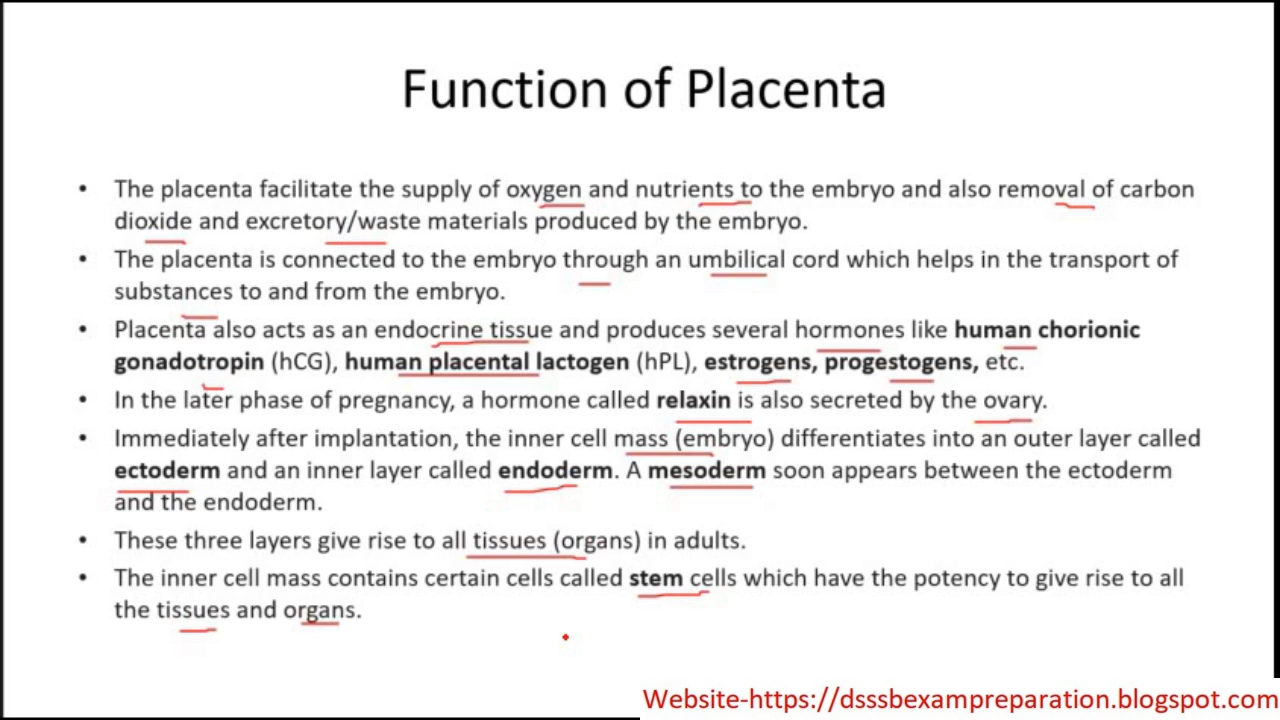 Function of Placenta
• The placenta facilitate the supply of oxygen and nutrients to the embryo and also removal of carbon
dioxide and excretory/waste materials produced by the embryo.
• The placenta is connected to the embryo through an umbilical cord which helps in the transport of
substances to and from the embryo.
• Placenta also acts as an endocrine tissue and produces several hormones like human chorionic
gonadotropin (hCG), human placental lactogen (hPL), estrogens, progestogens, etc.
• In the later phase of pregnancy, a hormone called relaxin is also secreted by the ovary.
• Immediately after implantation, the inner cell mass (embryo) differentiates into an outer layer called
ectoderm and an inner layer called endoderm. A mesoderm soon appears between the ectoderm
and the endoderm.
• These three layers give rise to all tissues (organs) in adults.
• The inner cell mass contains certain cells called stem cells which have the potency to give rise to all
the tissues and organs.
Website-https://dsssbexampreparation.blogspot.com